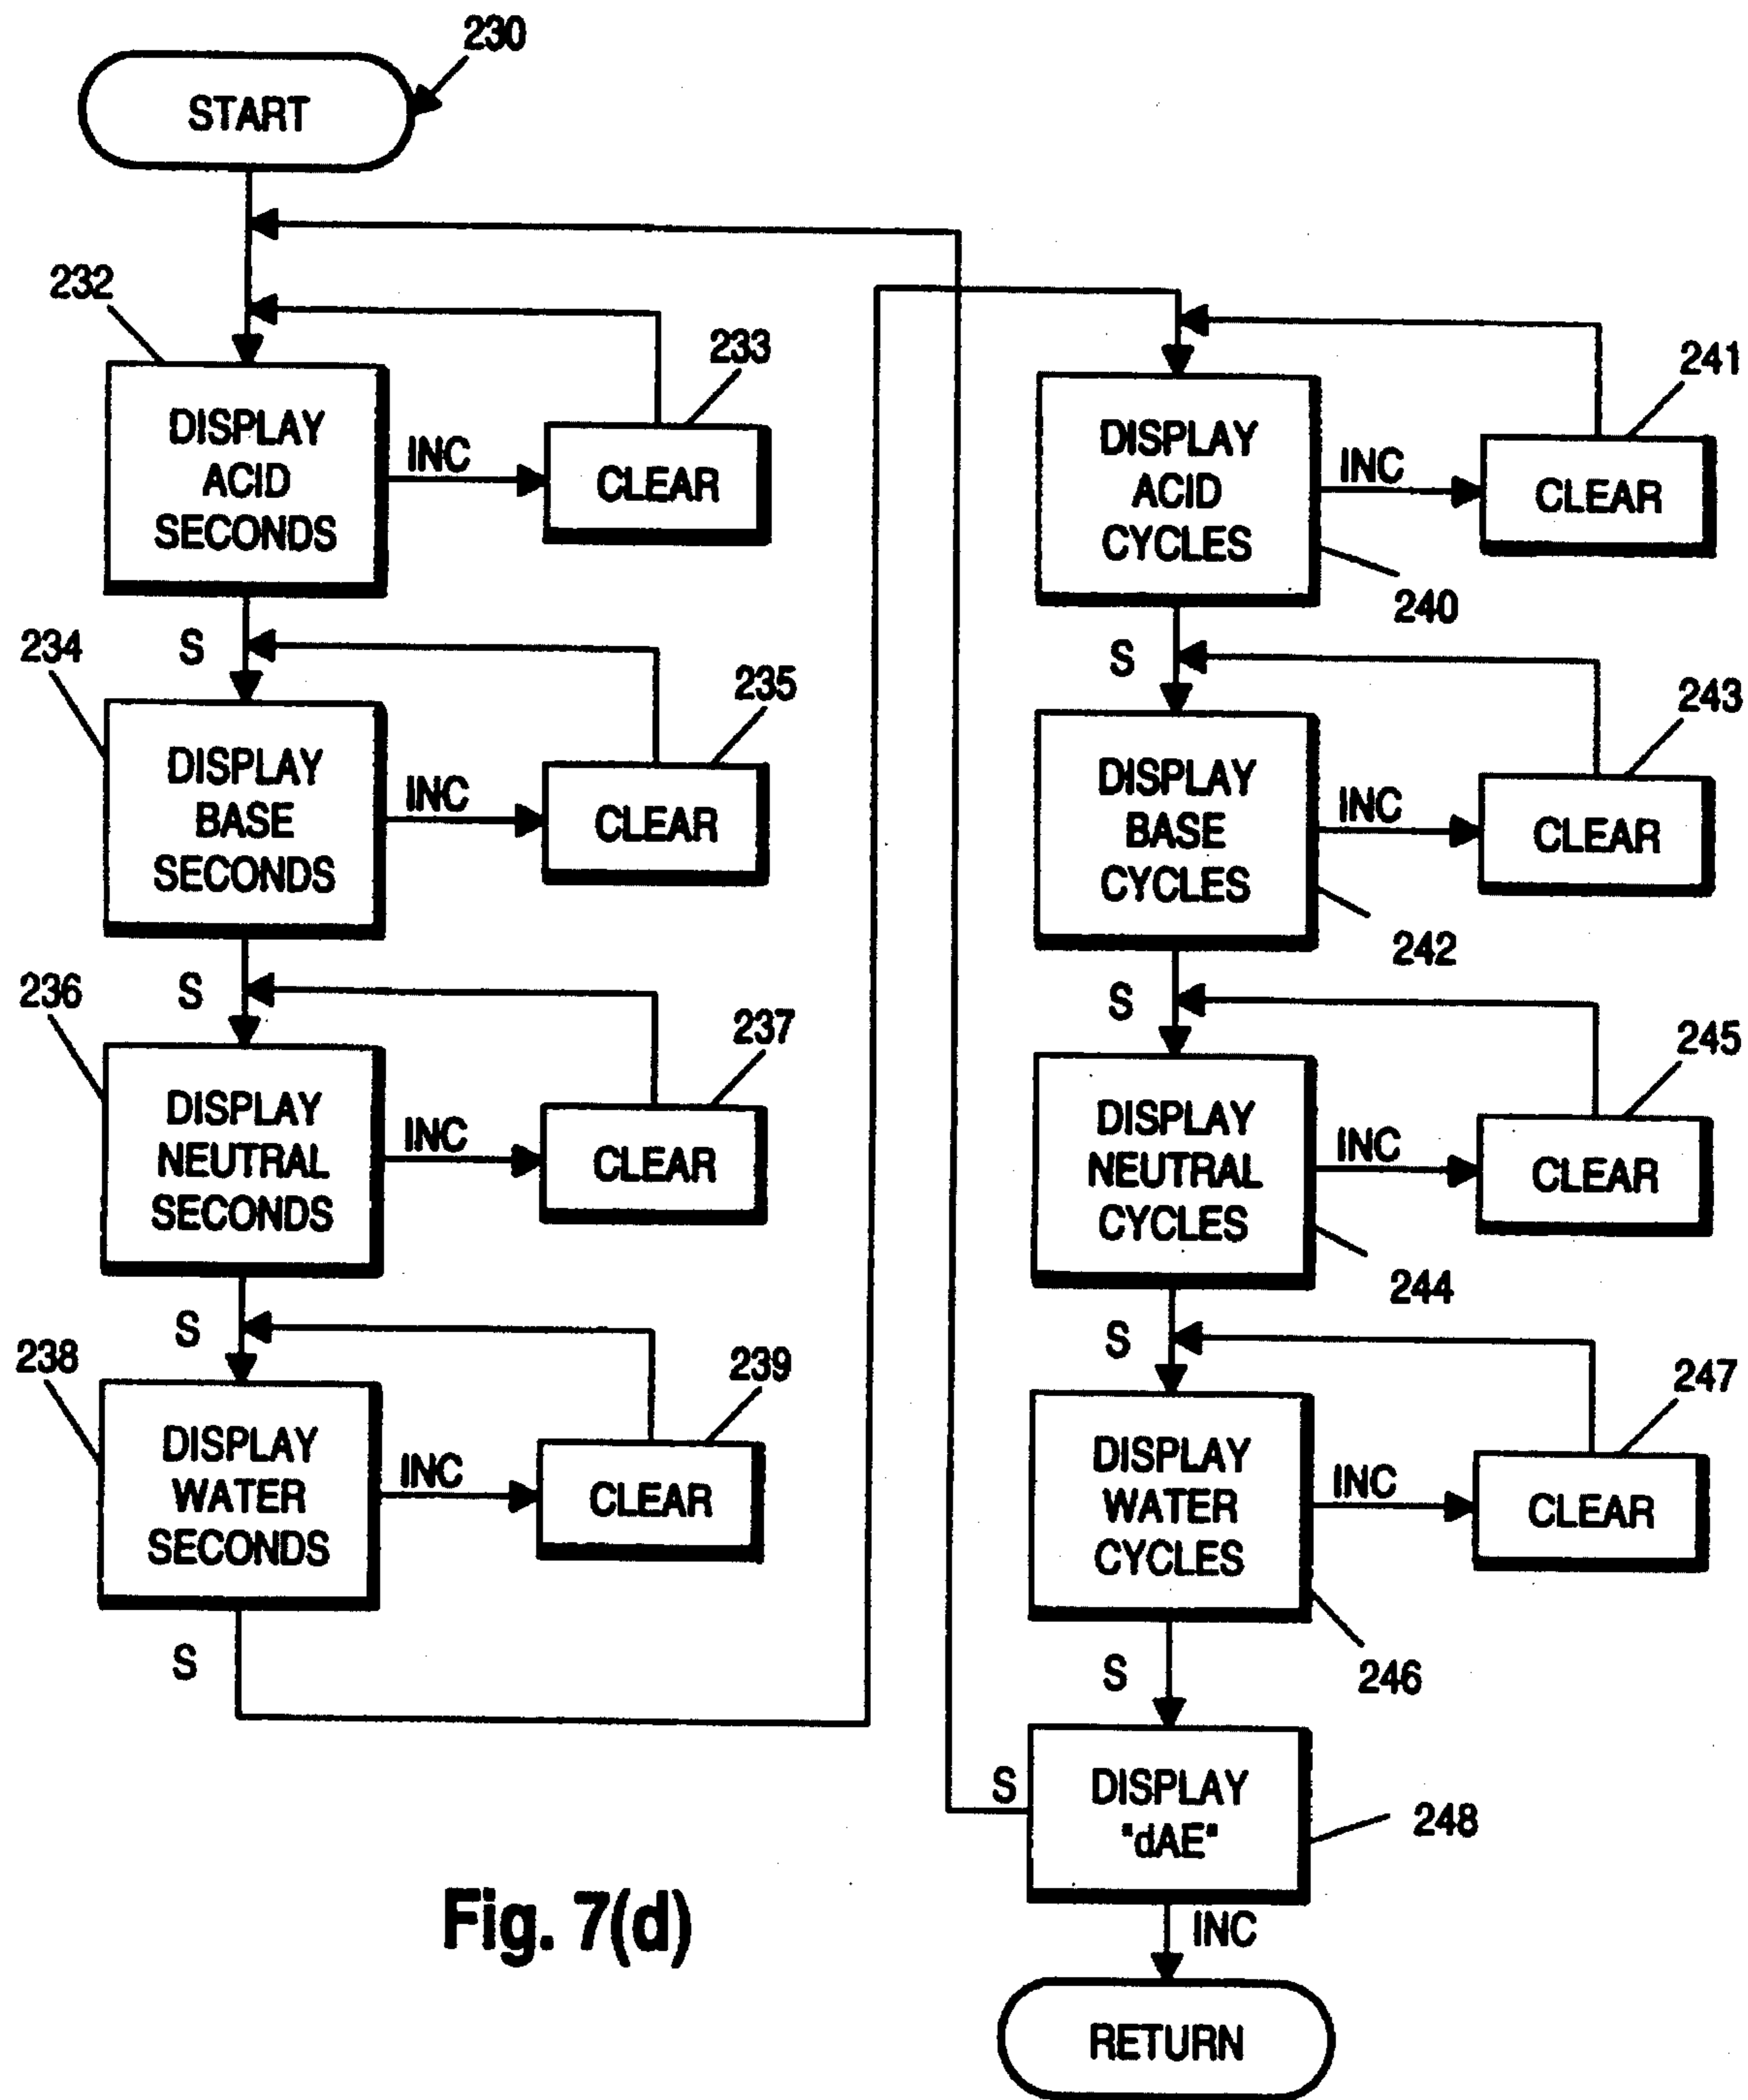 230
START
232
233
DISPLAY
ACID
SECONDS
INC
CLEAR
S
234
235
DISPLAY
BASE
SECONDS
INC
CLEAR
S
236
237
DISPLAY
NEUTRAL
SECONDS
INC
CLEAR
S
238
239
DISPLAY
WATER
SECONDS
INC
CLEAR
S
241
DISPLAY
ACID
CYCLES
INC
CLEAR
240
S
243
DISPLAY
BASE
CYCLES
INC
CLEAR
242
S
245
DISPLAY
NEUTRAL
CYCLES
INC
CLEAR
244
S
247
DISPLAY
WATER
CYCLES
INC
CLEAR
246
S
S
DISPLAY
"dAE"
248
INC
RETURN
Fig. 7(d)